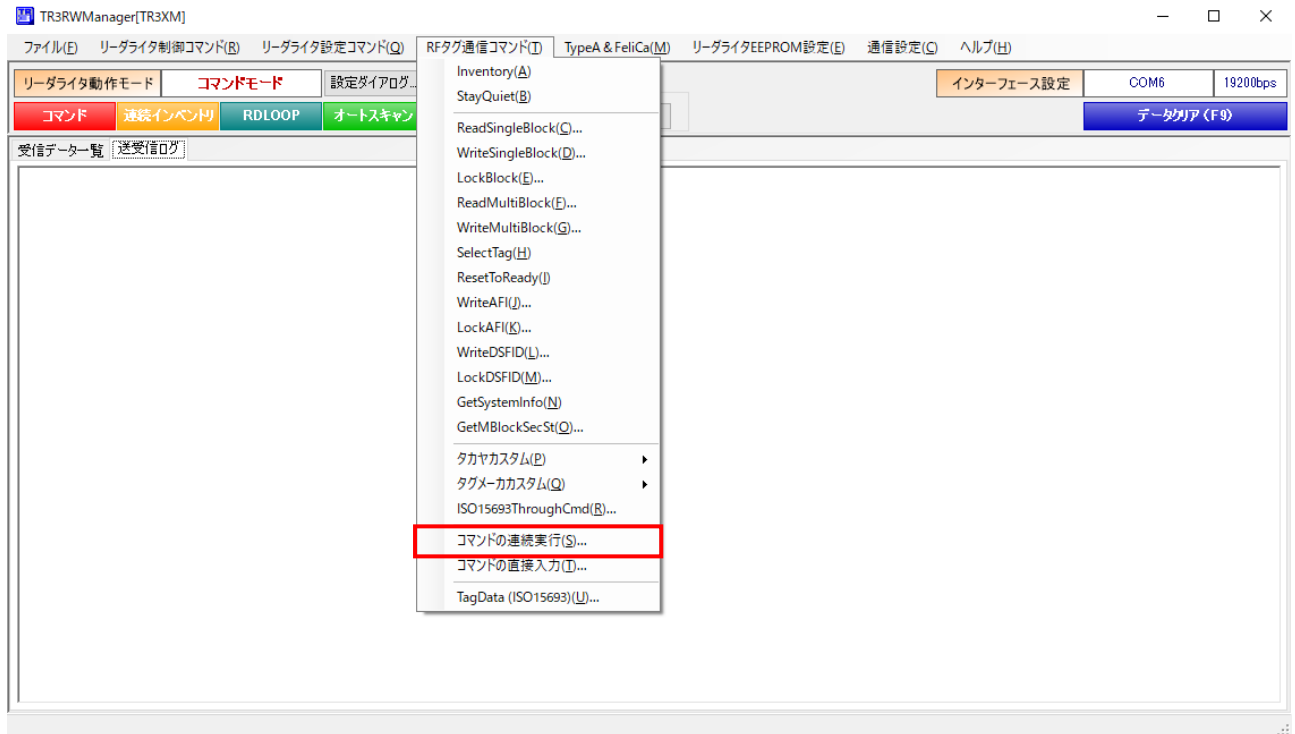 TR3RWManager[TR3XM]
ファイル(F) リーダライタ制御コマンド(R) リーダライタ設定コマンド(Q) RFタグ通信コマンド(T) TypeA & FeliCa(M) リーダライタEEPROM設定(E) 通信設定(C) ヘルプ(H)
リーダライタ動作モード コマンドモード 設定ダイアログ... インターフェース設定 COM6 19200bps
コマンド 連続インベントリ RDLOOP オートスキャン データクリア (F9)
受信データ一覧 送受信ログ
Inventory(A)
StayQuiet(B)
ReadSingleBlock(C)...
WriteSingleBlock(D)...
LockBlock(E)...
ReadMultiBlock(F)...
WriteMultiBlock(G)...
SelectTag(H)
ResetToReady(I)
WriteAFI(J)...
LockAFI(K)...
WriteDSFID(L)...
LockDSFID(M)...
GetSystemInfo(N)
GetMBlockSecSt(O)...
タカヤカスタム(P)
タグメーカカスタム(Q)
ISO15693ThroughCmd(R)...
コマンドの連続実行(S)...
コマンドの直接入力(T)...
TagData (ISO15693)(U)...